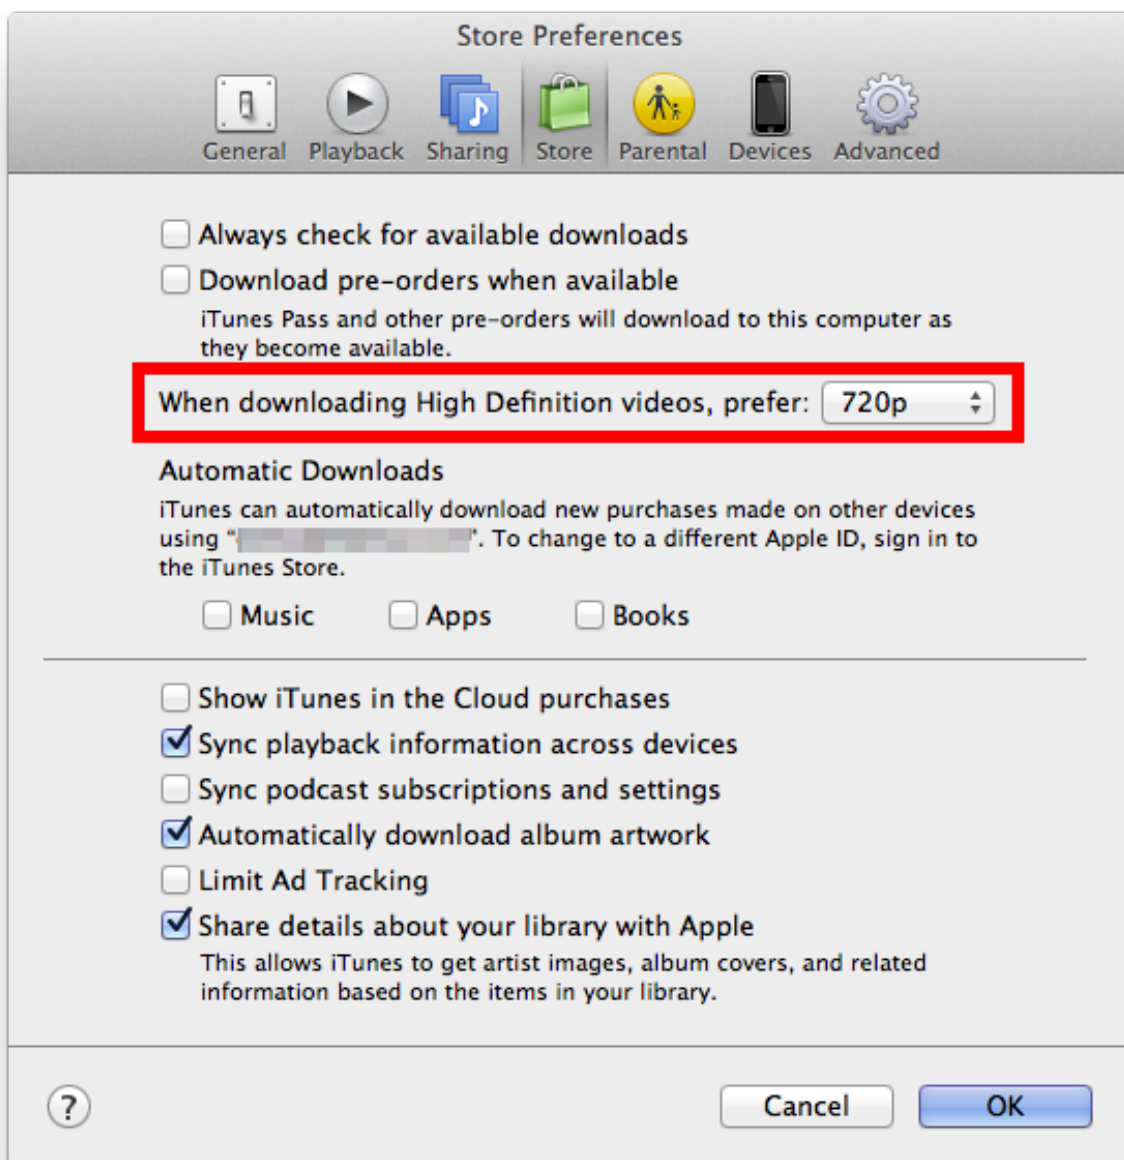 Store Preferences
General Playback Sharing Store Parental Devices Advanced
Always check for available downloads
Download pre-orders when available
iTunes Pass and other pre-orders will download to this computer as
they become available.
When downloading High Definition videos, prefer: 720p
Automatic Downloads
iTunes can automatically download new purchases made on other devices
using “ ”. To change to a different Apple ID, sign in to
the iTunes Store.
Music Apps Books
Show iTunes in the Cloud purchases
Sync playback information across devices
Sync podcast subscriptions and settings
Automatically download album artwork
Limit Ad Tracking
Share details about your library with Apple
This allows iTunes to get artist images, album covers, and related
information based on the items in your library.
? Cancel OK